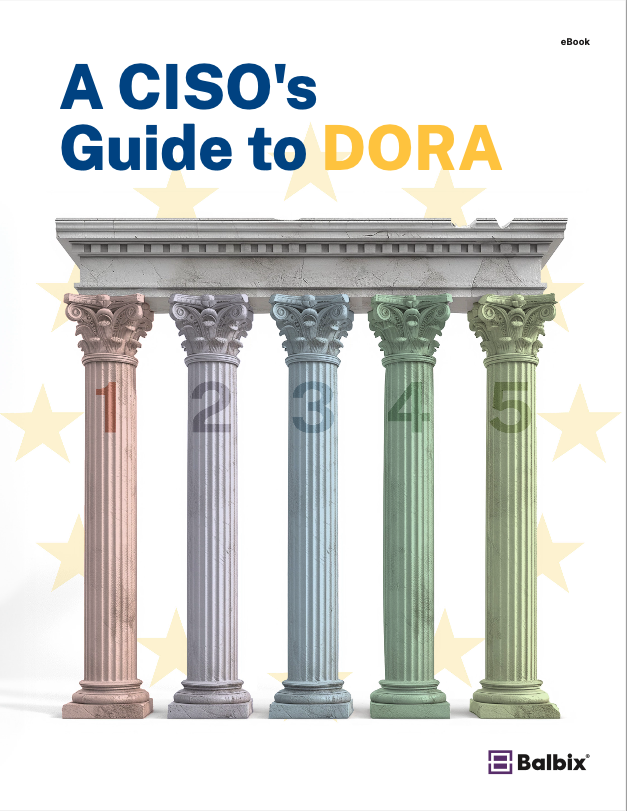 eBook
A CISO's
Guide to DORA
1 2 3 4 5
Balbix®